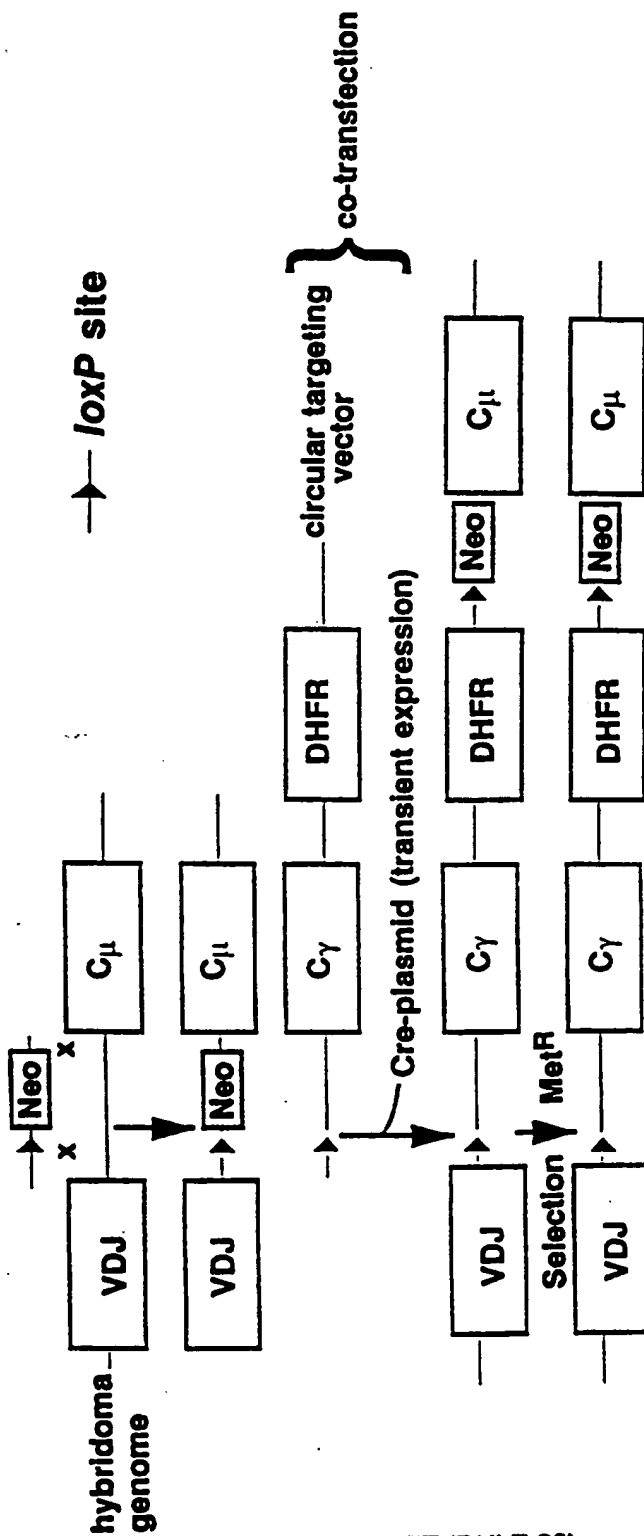 loxP site
Neo
x x
hybridoma
genome
VDJ
Cμ
VDJ
Neo
Cμ
Cγ
DHFR
circular targeting
vector
co-transfection
Cre-plasmid (transient expression)
VDJ
Cγ
DHFR
Neo
Cμ
Selection MetR
VDJ
Cγ
DHFR
Neo
Cμ